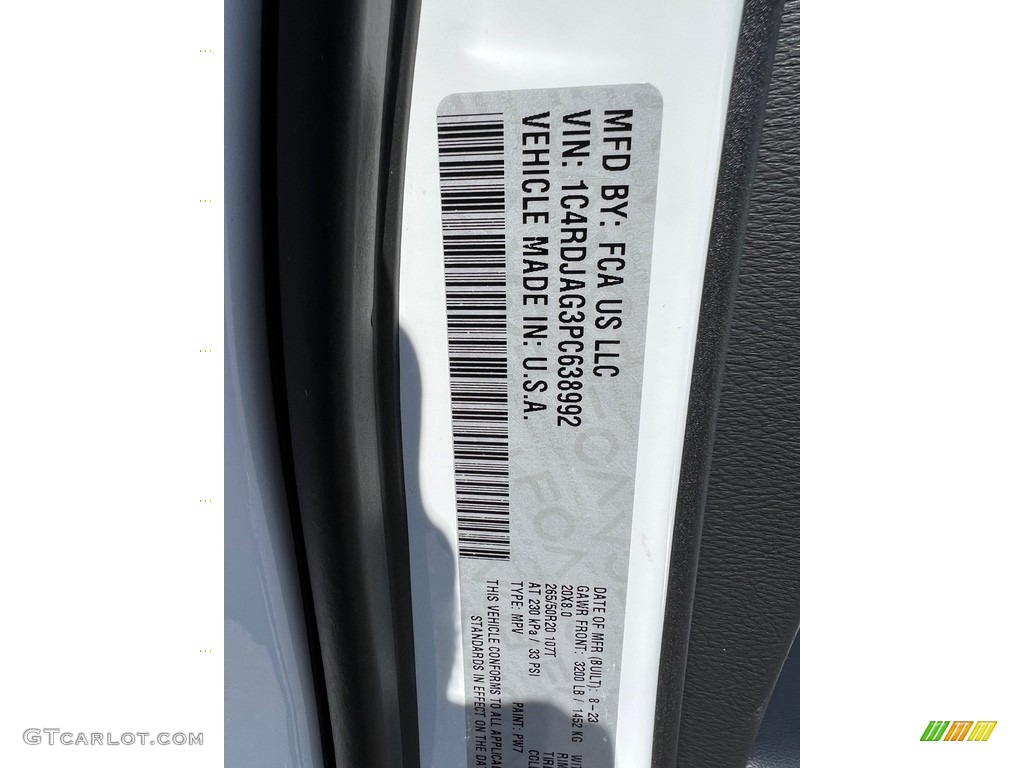 MFD BY: FCA US LLC
VIN: 1C4RDJAG3PC638992
VEHICLE MADE IN: U.S.A.
DATE OF MFR (BUILT): 8-23
GAWR FRONT: 3200 LB / 1452 KG
20X8.0
265/50R20 107T
AT 230 kPa / 33 PSI
TYPE: MPV PAINT: PW7
THIS VEHICLE CONFORMS TO ALL
STANDARDS IN EFFECT ON THE
GTCARLOT.COM